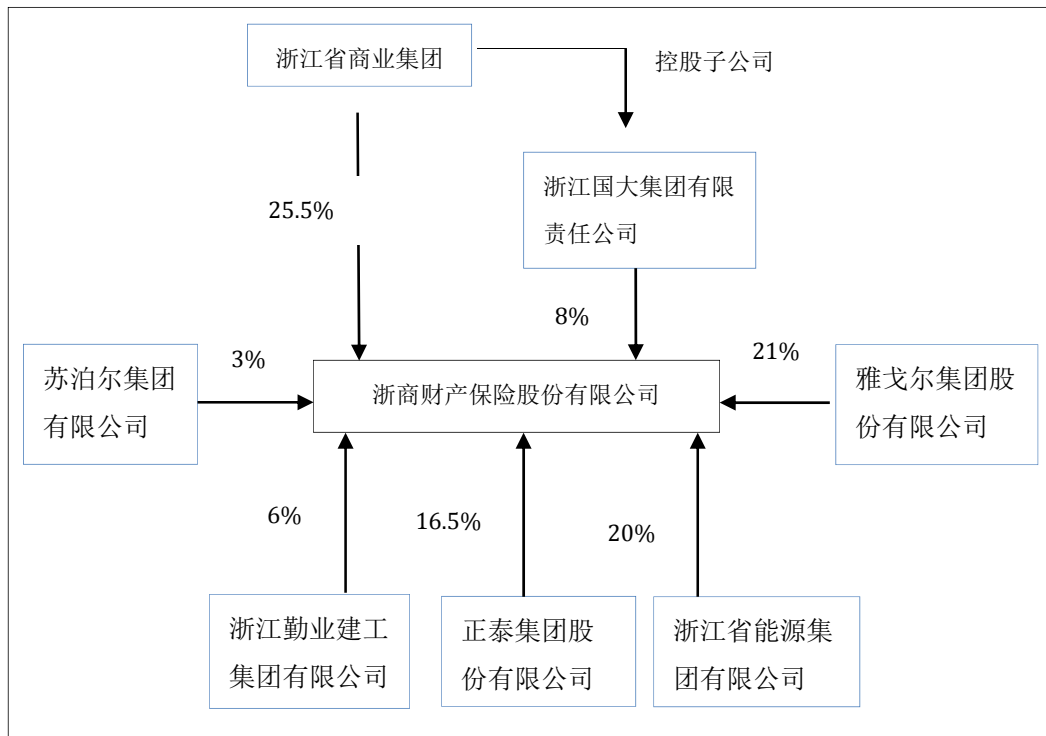 浙江省商业集团
控股子公司
浙江国大集团有限
责任公司
25.5%
8%
3%
21%
苏泊尔集团
有限公司
浙商财产保险股份有限公司
雅戈尔集团股
份有限公司
6%
16.5%
20%
浙江勤业建工
集团有限公司
正泰集团股
份有限公司
浙江省能源集
团有限公司